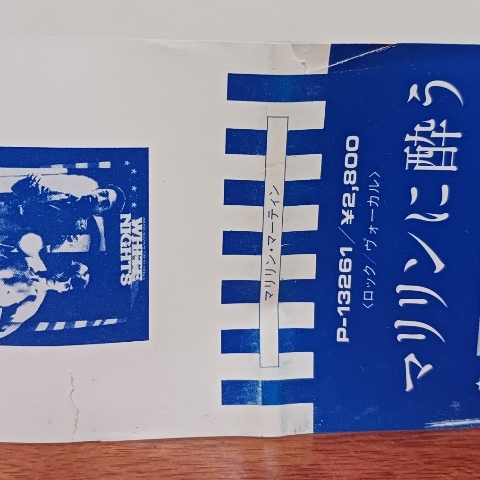 マリリンに酔う
P-13261/¥2,800
〈ロック/ヴォーカル〉
マリリン・マーティン
WHITE
NIGHTS